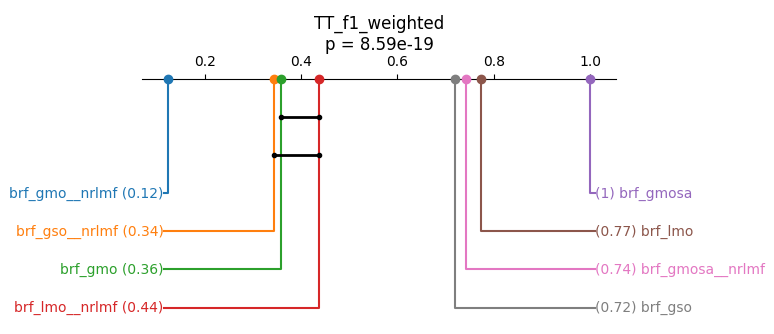 TT_f1_weighted
p = 8.59e-19
0.2 0.4 0.6 0.8 1.0
brf_gmo__nrlmf (0.12) (1) brf_gmosa
brf_gso__nrlmf (0.34) (0.77) brf_lmo
brf_gmo (0.36) (0.74) brf_gmosa__nrlmf
brf_lmo__nrlmf (0.44) (0.72) brf_gso